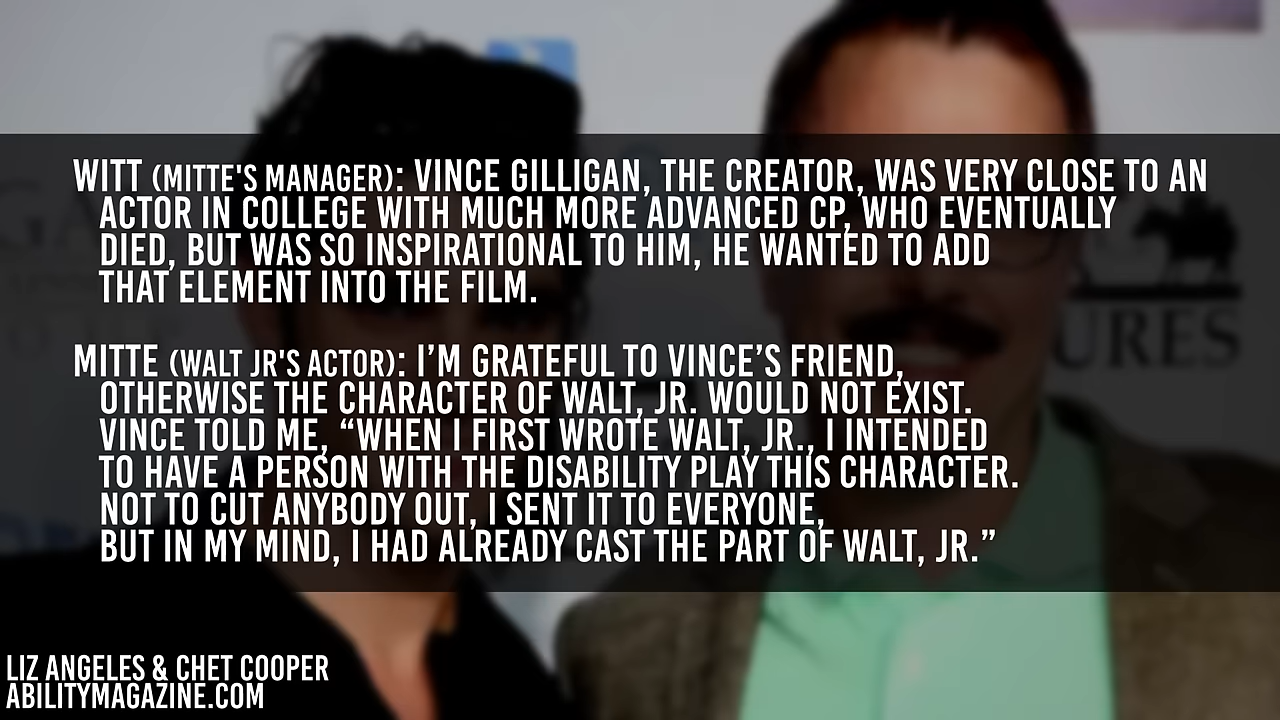 WITT (MITTE'S MANAGER): VINCE GILLIGAN, THE CREATOR, WAS VERY CLOSE TO AN
ACTOR IN COLLEGE WITH MUCH MORE ADVANCED CP, WHO EVENTUALLY
DIED, BUT WAS SO INSPIRATIONAL TO HIM, HE WANTED TO ADD
THAT ELEMENT INTO THE FILM.
MITTE (WALT JR'S ACTOR): I’M GRATEFUL TO VINCE’S FRIEND,
OTHERWISE THE CHARACTER OF WALT, JR. WOULD NOT EXIST.
VINCE TOLD ME, “WHEN I FIRST WROTE WALT, JR., I INTENDED
TO HAVE A PERSON WITH THE DISABILITY PLAY THIS CHARACTER.
NOT TO CUT ANYBODY OUT, I SENT IT TO EVERYONE,
BUT IN MY MIND, I HAD ALREADY CAST THE PART OF WALT, JR.”
URES
LIZ ANGELES & CHET COOPER
ABILITYMAGAZINE.COM